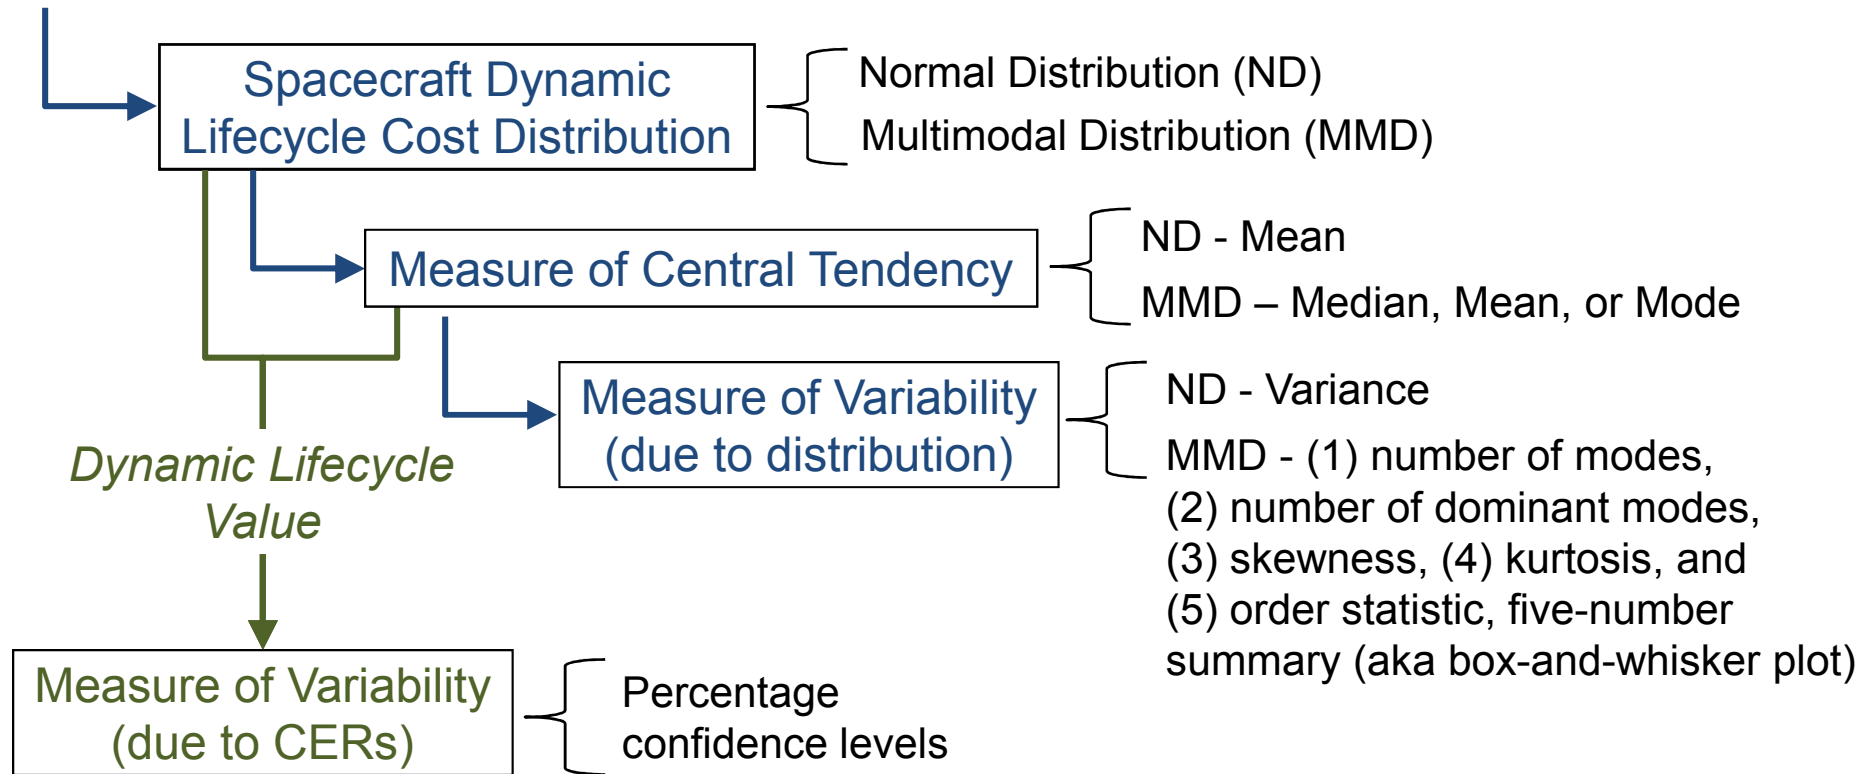 Spacecraft Dynamic
Lifecycle Cost Distribution
Normal Distribution (ND)
Multimodal Distribution (MMD)
Measure of Central Tendency
ND - Mean
MMD – Median, Mean, or Mode
Measure of Variability
(due to distribution)
ND - Variance
MMD - (1) number of modes,
(2) number of dominant modes,
(3) skewness, (4) kurtosis, and
(5) order statistic, five-number
summary (aka box-and-whisker plot)
Dynamic Lifecycle
Value
Measure of Variability
(due to CERs)
Percentage
confidence levels